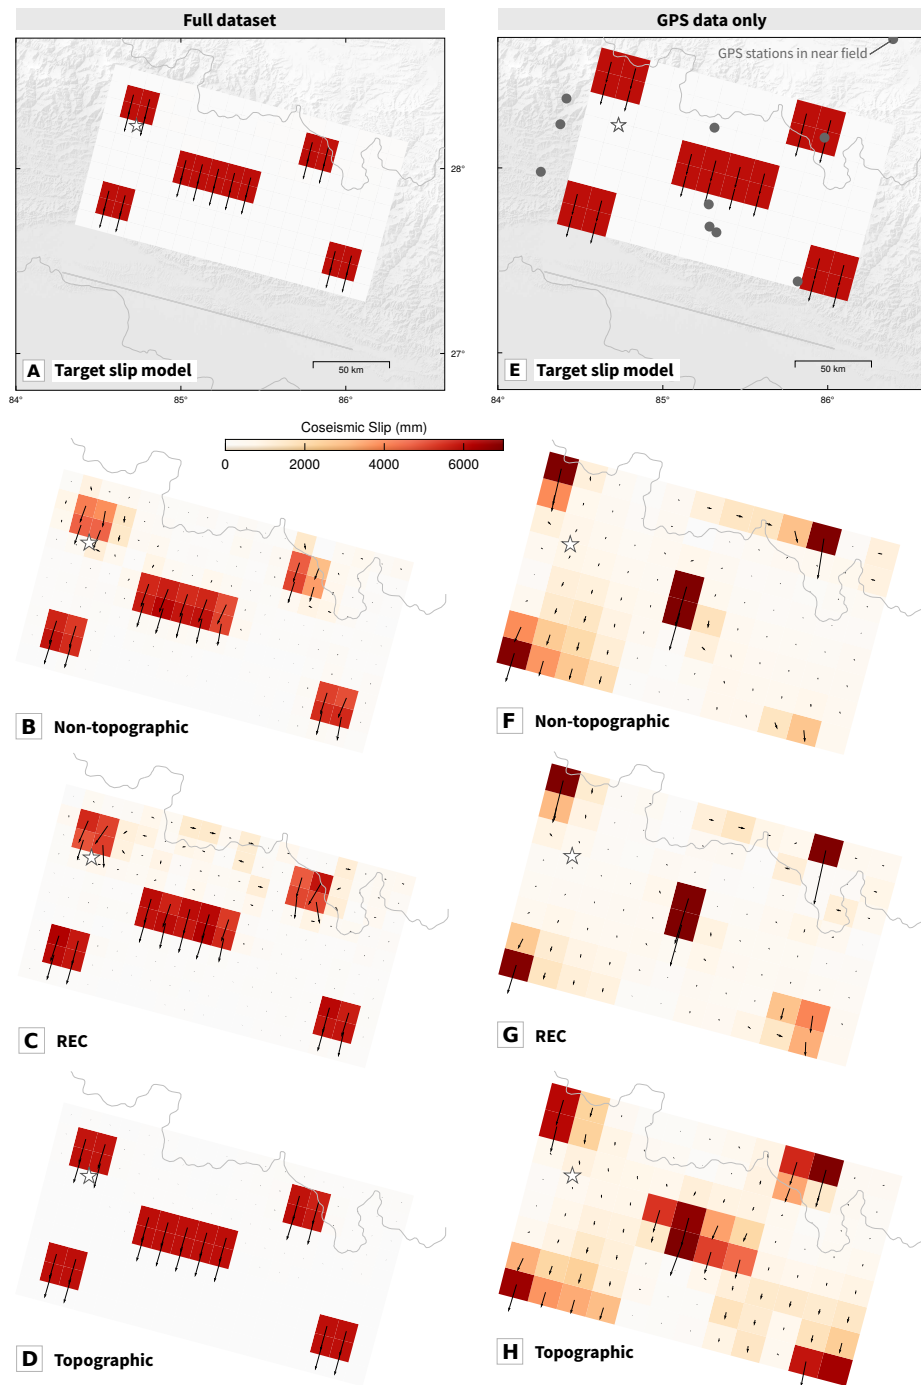 Full dataset
GPS data only
GPS stations in near field
28°
27°
A Target slip model
50 km
E Target slip model
50 km
84° 85° 86°
84° 85° 86°
Coseismic Slip (mm)
0 2000 4000 6000
B Non-topographic
F Non-topographic
C REC
G REC
D Topographic
H Topographic